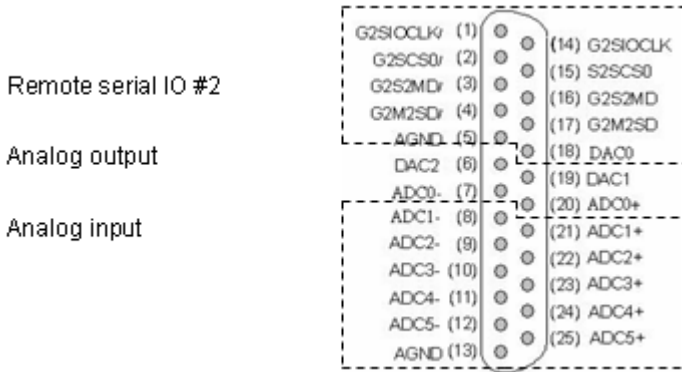 G2SIOCLK/ (1)
(14) G2SIOCLK
G2SCS0/ (2)
(15) S2SCS0
Remote serial IO #2
G2S2MD/ (3)
(16) G2S2MD
G2M2SD/ (4)
(17) G2M2SD
AGND (5)
(18) DAC0
Analog output
DAC2 (6)
(19) DAC1
ADC0- (7)
(20) ADC0+
Analog input
ADC1- (8)
(21) ADC1+
ADC2- (9)
(22) ADC2+
ADC3- (10)
(23) ADC3+
ADC4- (11)
(24) ADC4+
ADC5- (12)
(25) ADC5+
AGND (13)